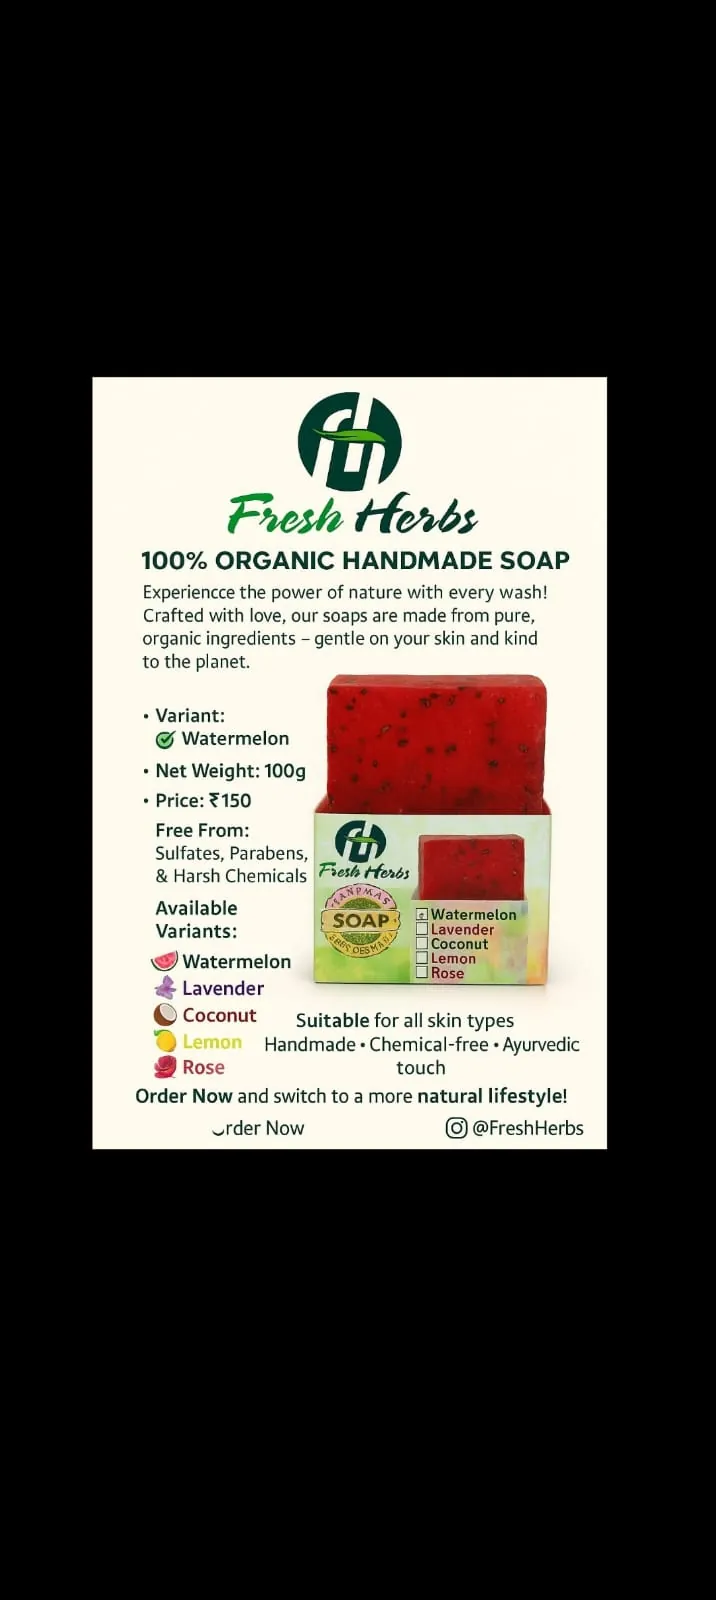 Fresh Herbs
100% ORGANIC HANDMADE SOAP
Experiencce the power of nature with every wash!
Crafted with love, our soaps are made from pure,
organic ingredients – gentle on your skin and kind
to the planet.
• Variant:
Watermelon
• Net Weight: 100g
• Price: ₹150
Free From:
Sulfates, Parabens,
& Harsh Chemicals
Available
Variants:
Watermelon
Lavender
Coconut
Lemon
Rose
Fresh Herbs
SOAP
Watermelon
Lavender
Coconut
Lemon
Rose
Suitable for all skin types
Handmade • Chemical-free • Ayurvedic
touch
Order Now and switch to a more natural lifestyle!
rder Now
@FreshHerbs